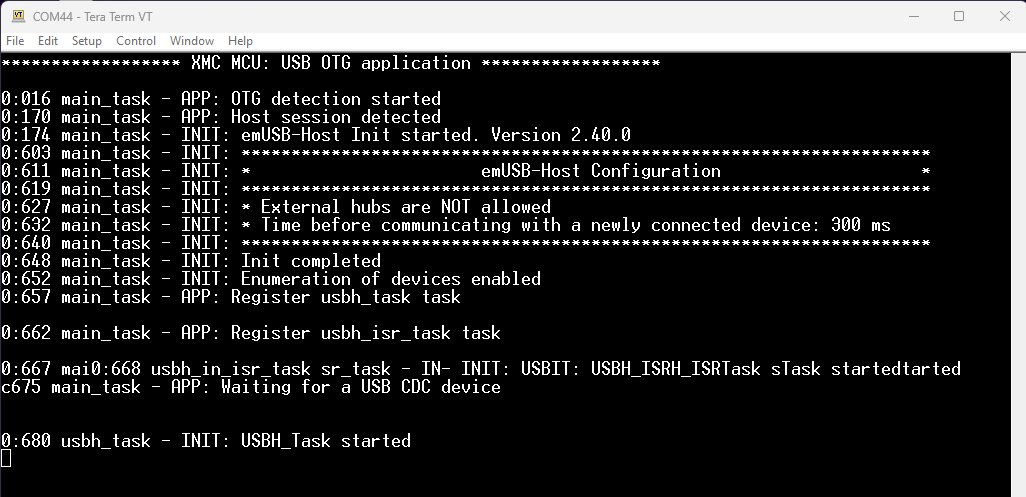 COM44 - Tera Term VT
File Edit Setup Control Window Help
****************** XMC MCU: USB OTG application ******************
0:016 main_task - APP: OTG detection started
0:170 main_task - APP: Host session detected
0:174 main_task - INIT: emUSB-Host Init started. Version 2.40.0
0:603 main_task - INIT: *********************************************************************
0:611 main_task - INIT: *                       emUSB-Host Configuration                    *
0:619 main_task - INIT: *********************************************************************
0:627 main_task - INIT: * External hubs are NOT allowed
0:632 main_task - INIT: * Time before communicating with a newly connected device: 300 ms
0:640 main_task - INIT: *********************************************************************
0:648 main_task - INIT: Init completed
0:652 main_task - INIT: Enumeration of devices enabled
0:657 main_task - APP: Register usbh_task task
0:662 main_task - APP: Register usbh_isr_task task
0:667 mai0:668 usbh_in_isr_task sr_task - IN- INIT: USBIT: USBH_ISRH_ISRTask sTask startedtarted
c675 main_task - APP: Waiting for a USB CDC device
0:680 usbh_task - INIT: USBH_Task started